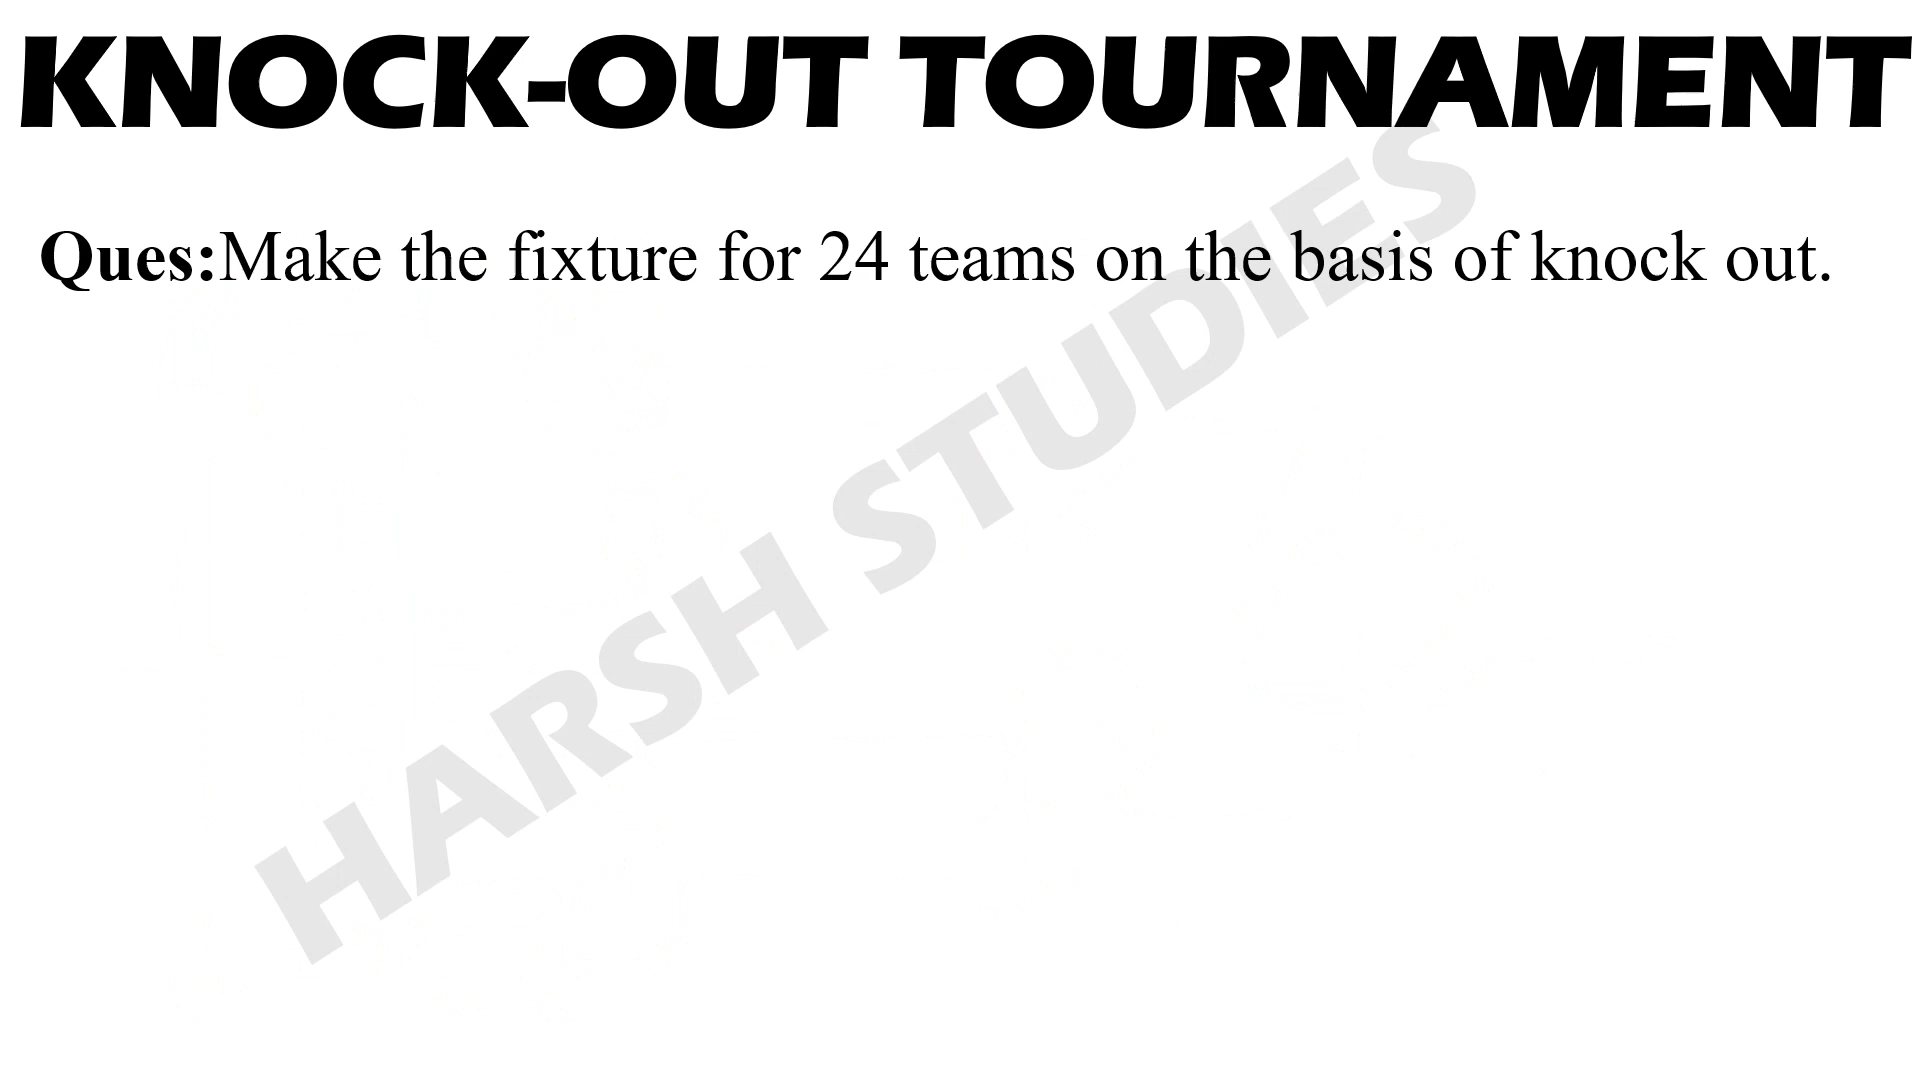 KNOCK-OUT TOURNAMENT
Ques:Make the fixture for 24 teams on the basis of knock out.
HARSH STUDIES